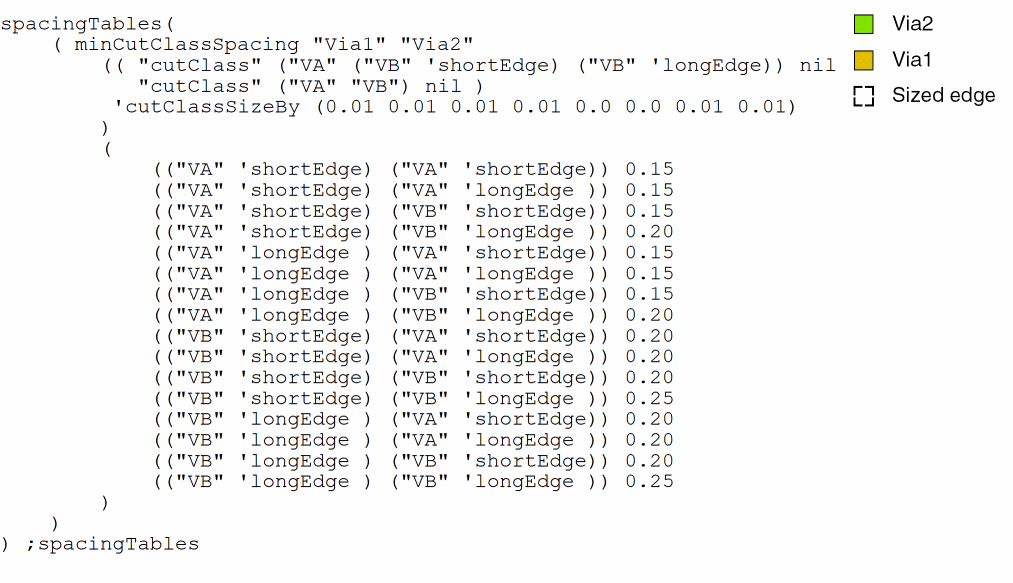 spacingTables(
( minCutClassSpacing "Via1" "Via2"
(( "cutClass" ("VA" ("VB" 'shortEdge) ("VB" 'longEdge)) nil
"cutClass" ("VA" "VB") nil )
'cutClassSizeBy (0.01 0.01 0.01 0.01 0.0 0.0 0.01 0.01)
)
(
(("VA" 'shortEdge) ("VA" 'shortEdge)) 0.15
(("VA" 'shortEdge) ("VA" 'longEdge )) 0.15
(("VA" 'shortEdge) ("VB" 'shortEdge)) 0.15
(("VA" 'shortEdge) ("VB" 'longEdge )) 0.20
(("VA" 'longEdge ) ("VA" 'shortEdge)) 0.15
(("VA" 'longEdge ) ("VA" 'longEdge )) 0.15
(("VA" 'longEdge ) ("VB" 'shortEdge)) 0.15
(("VA" 'longEdge ) ("VB" 'longEdge )) 0.20
(("VB" 'shortEdge) ("VA" 'shortEdge)) 0.20
(("VB" 'shortEdge) ("VA" 'longEdge )) 0.20
(("VB" 'shortEdge) ("VB" 'shortEdge)) 0.20
(("VB" 'shortEdge) ("VB" 'longEdge )) 0.25
(("VB" 'longEdge ) ("VA" 'shortEdge)) 0.20
(("VB" 'longEdge ) ("VA" 'longEdge )) 0.20
(("VB" 'longEdge ) ("VB" 'shortEdge)) 0.20
(("VB" 'longEdge ) ("VB" 'longEdge )) 0.25
)
)
) ;spacingTables
Via2
Via1
Sized edge